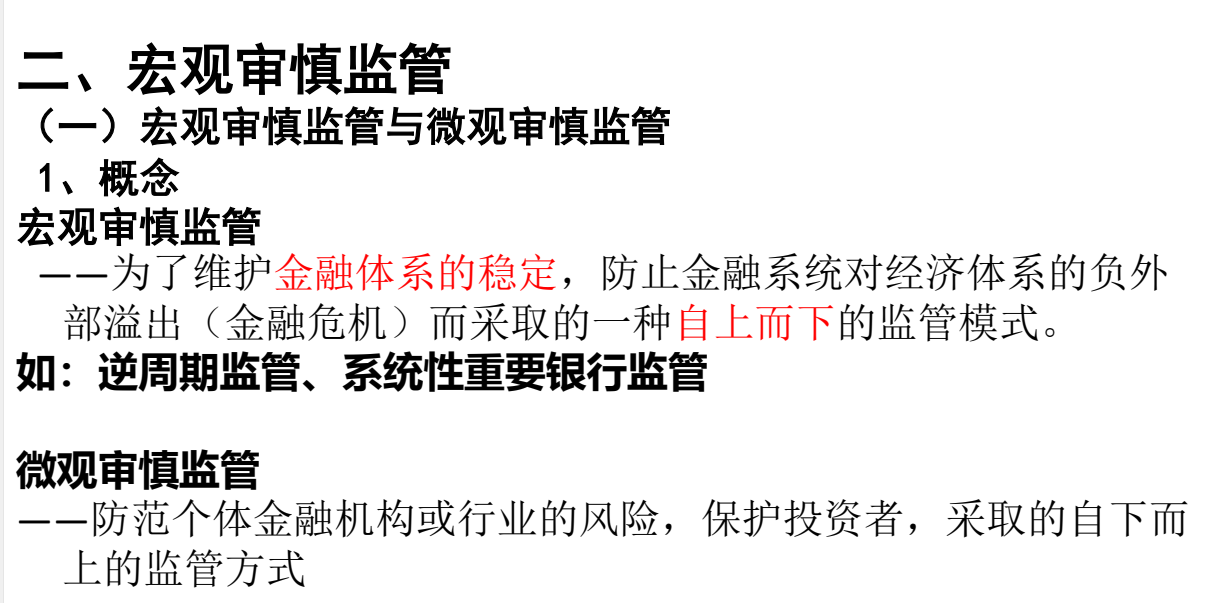 二、宏观审慎监管
（一）宏观审慎监管与微观审慎监管
1、概念
宏观审慎监管
——为了维护金融体系的稳定，防止金融系统对经济体系的负外
部溢出（金融危机）而采取的一种自上而下的监管模式。
如：逆周期监管、系统性重要银行监管
微观审慎监管
——防范个体金融机构或行业的风险，保护投资者，采取的自下而
上的监管方式